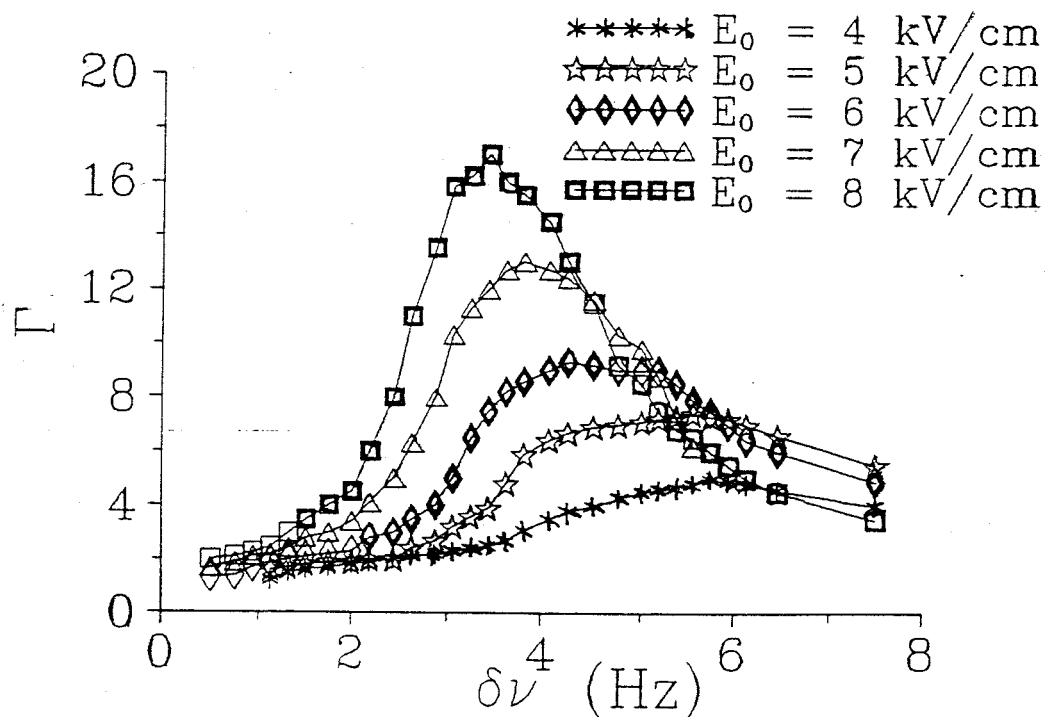 E₀ = 4 kV/cm
E₀ = 5 kV/cm
E₀ = 6 kV/cm
E₀ = 7 kV/cm
E₀ = 8 kV/cm
20
16
12
8
4
0
Γ
0 2 4 6 8
δν (Hz)